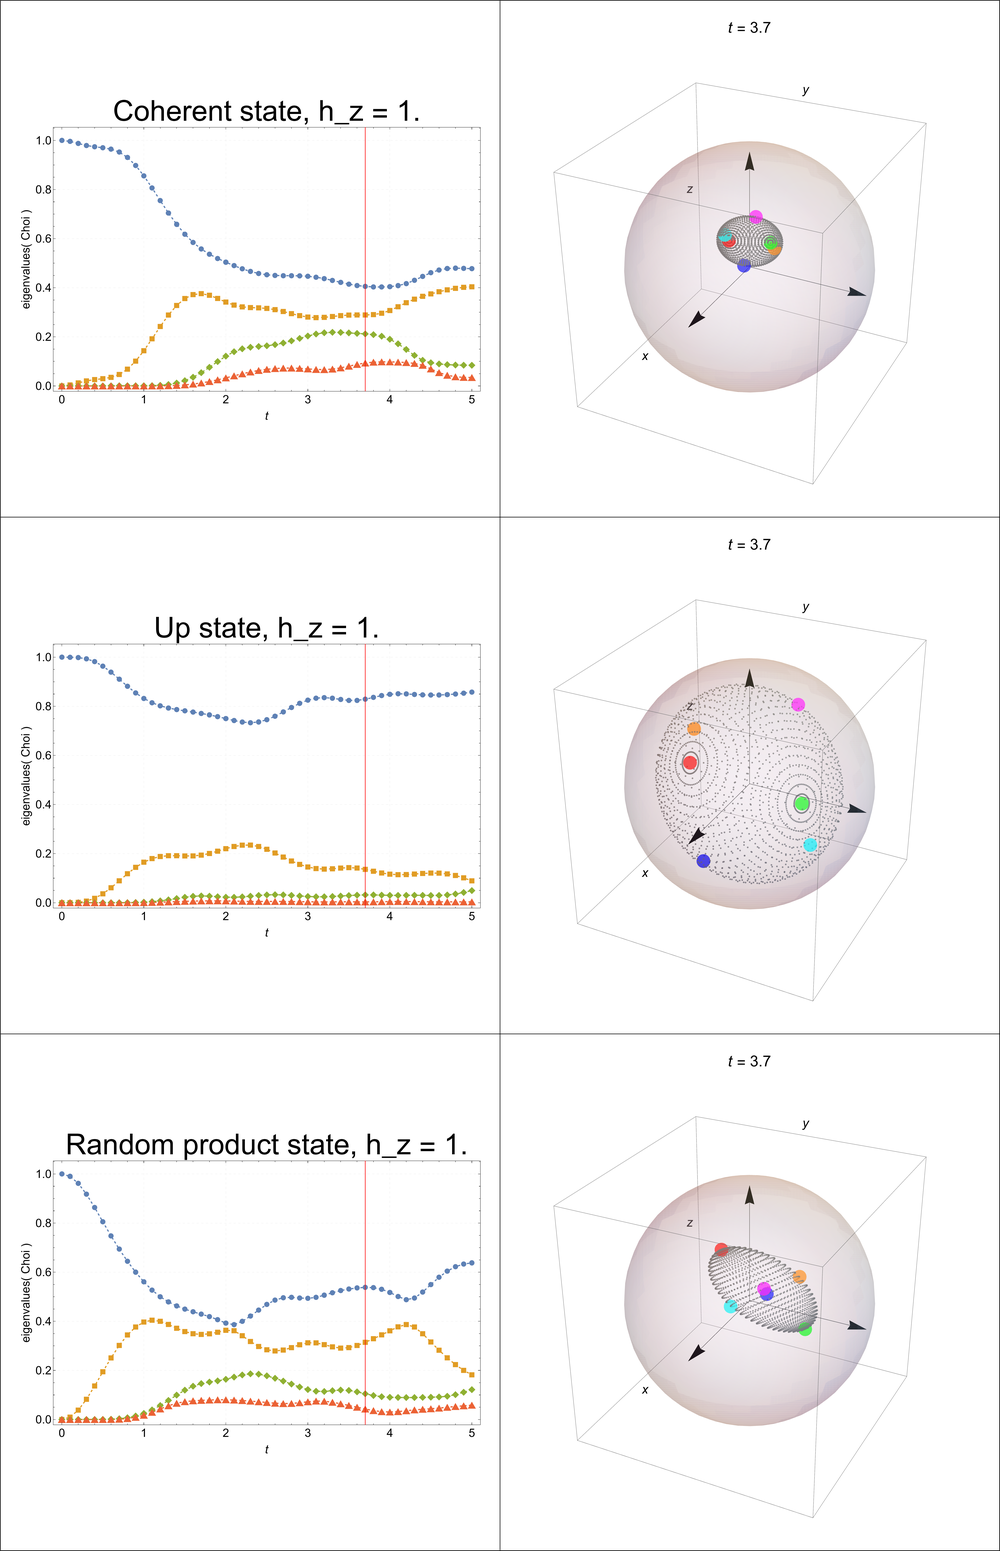 t = 3.7
Coherent state, h_z = 1.
eigenvalues( Choi )
1.0
0.8
0.6
0.4
0.2
0.0
0 1 2 3 4 5
t
y
z
x
t = 3.7
Up state, h_z = 1.
eigenvalues( Choi )
1.0
0.8
0.6
0.4
0.2
0.0
0 1 2 3 4 5
t
y
z
x
t = 3.7
Random product state, h_z = 1.
eigenvalues( Choi )
1.0
0.8
0.6
0.4
0.2
0.0
0 1 2 3 4 5
t
y
z
x